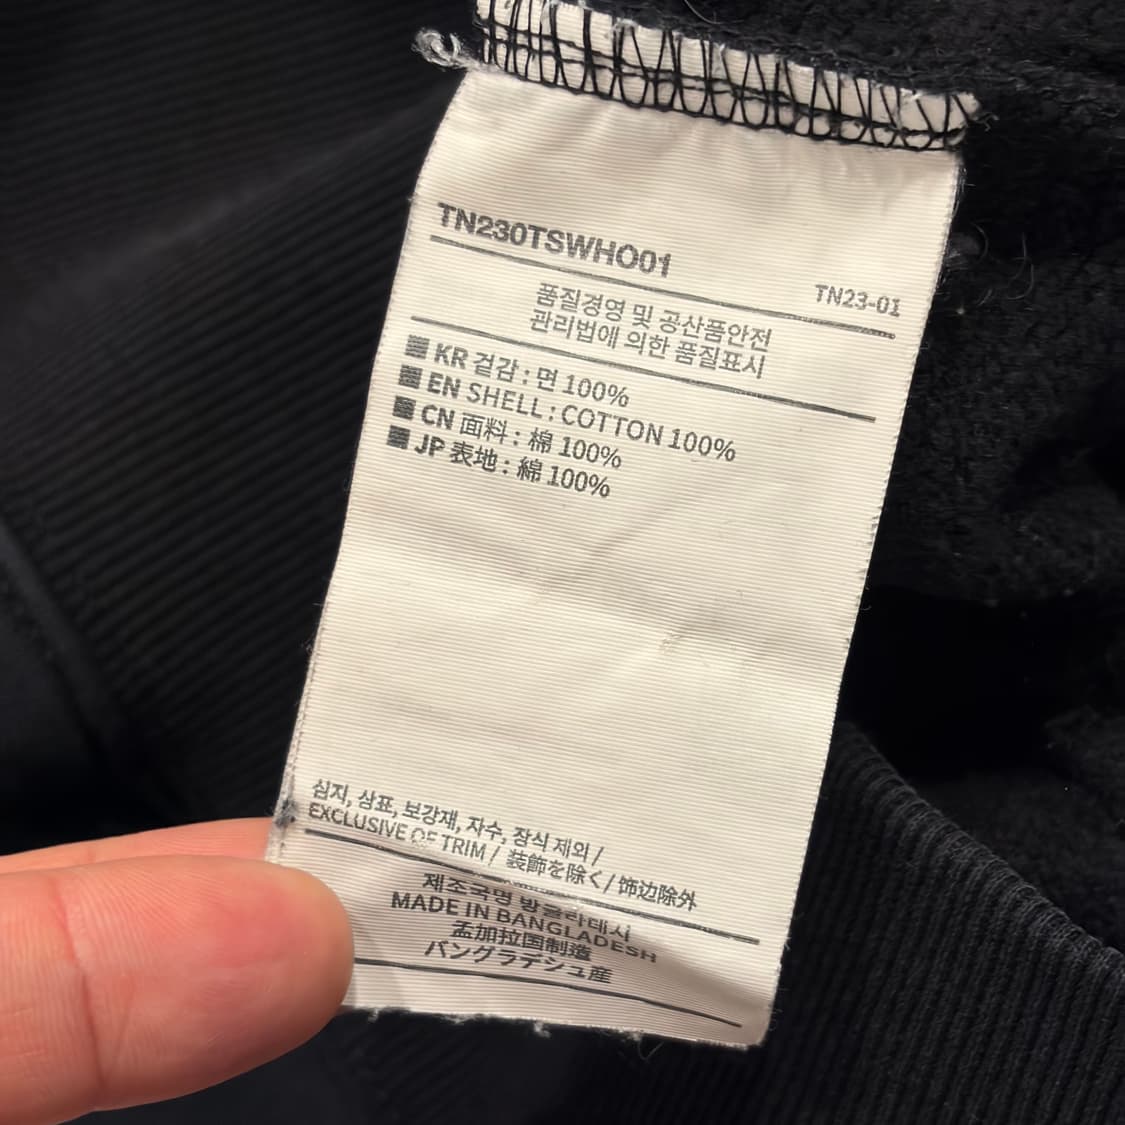 TN230TSWHO01
TN23-01
품질경영 및 공산품안전
관리법에 의한 품질표시
KR 겉감 : 면 100%
EN SHELL : COTTON 100%
CN 面料 : 棉 100%
JP 表地 : 綿 100%
심지, 상표, 보강재, 자수, 장식 제외 /
EXCLUSIVE OF TRIM / 装飾を除く / 饰边除外
제조국명 방글라데시
MADE IN BANGLADESH
孟加拉国制造
バングラデシュ産